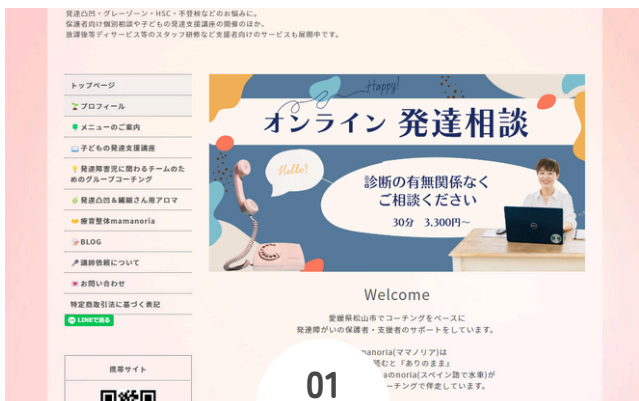 発達凸凹・グレーゾーン・HSC・不登校などのお悩みに。
保護者向け個別相談や子どもの発達支援講座の開催のほか、
放課後等デイサービス等のスタッフ研修など支援者向けのサービスも展開中です。
トップページ
プロフィール
メニューのご案内
子どもの発達支援講座
発達障害児に関わるチームのた
めのグループコーチング
発達凸凹&繊細さん用アロマ
療育整体mamanoria
BLOG
講師依頼について
お問い合わせ
特定商取引法に基づく表記
LINEで送る
携帯サイト
Happy!
オンライン 発達相談
Hello!
診断の有無関係なく
ご相談ください
30分 3,300円~
Welcome
愛媛県松山市でコーチングをベースに
発達障がいの保護者・支援者のサポートをしています。
manoria(ママノリア)は
読むと『ありのまま』
aのnoria(スペイン語で水車)が
ーチングで伴走しています。
01